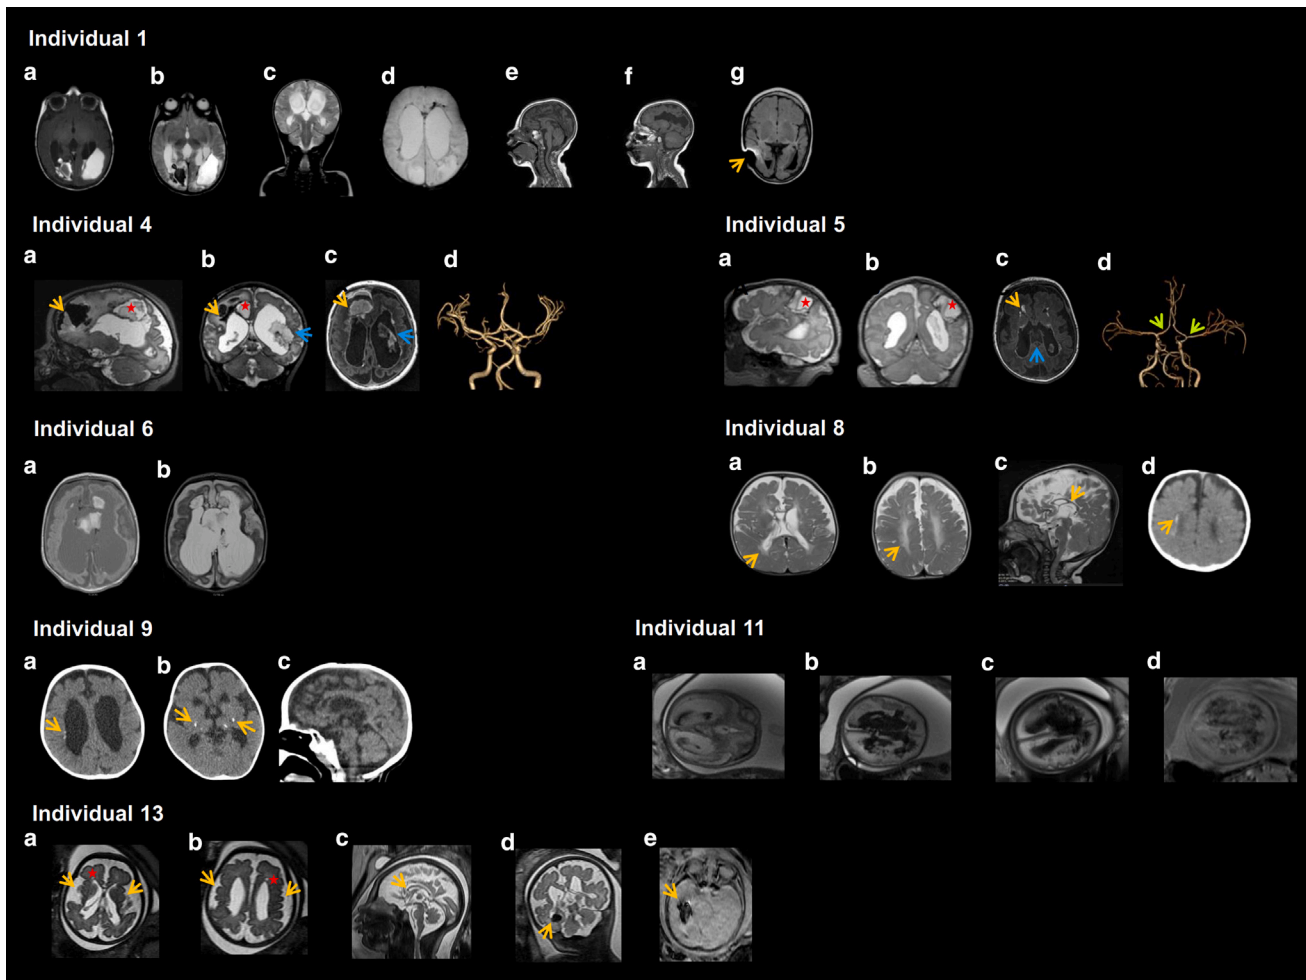 Individual 1
a b c d e f g
Individual 4
a b c d
Individual 5
a b c d
Individual 6
a b
Individual 8
a b c d
Individual 9
a b c
Individual 11
a b c d
Individual 13
a b c d e